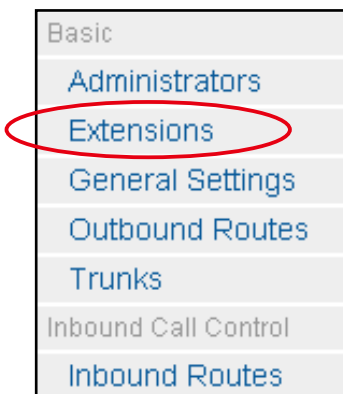 Basic
Administrators
Extensions
General Settings
Outbound Routes
Trunks
Inbound Call Control
Inbound Routes